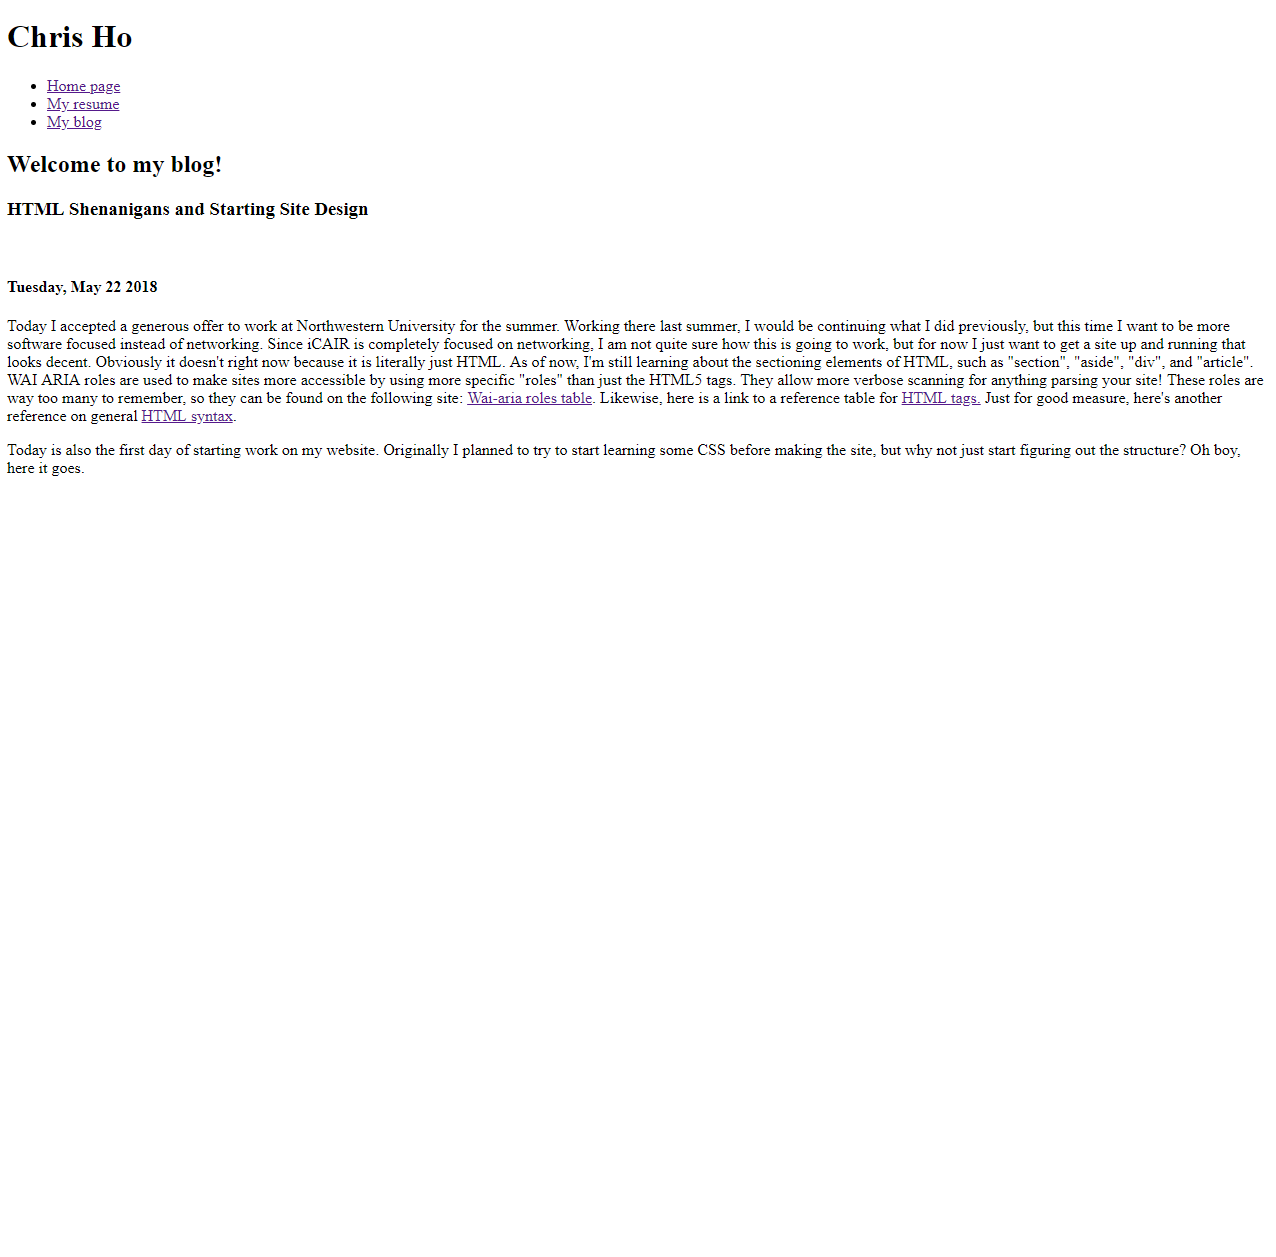 Chris Ho
Home page
My resume
My blog
Welcome to my blog!
HTML Shenanigans and Starting Site Design
Tuesday, May 22 2018
Today I accepted a generous offer to work at Northwestern University for the summer. Working there last summer, I would be continuing what I did previously, but this time I want to be more
software focused instead of networking. Since iCAIR is completely focused on networking, I am not quite sure how this is going to work, but for now I just want to get a site up and running that
looks decent. Obviously it doesn't right now because it is literally just HTML. As of now, I'm still learning about the sectioning elements of HTML, such as "section", "aside", "div", and "article".
WAI ARIA roles are used to make sites more accessible by using more specific "roles" than just the HTML5 tags. They allow more verbose scanning for anything parsing your site! These roles are
way too many to remember, so they can be found on the following site: Wai-aria roles table. Likewise, here is a link to a reference table for HTML tags. Just for good measure, here's another
reference on general HTML syntax.
Today is also the first day of starting work on my website. Originally I planned to try to start learning some CSS before making the site, but why not just start figuring out the structure? Oh boy,
here it goes.